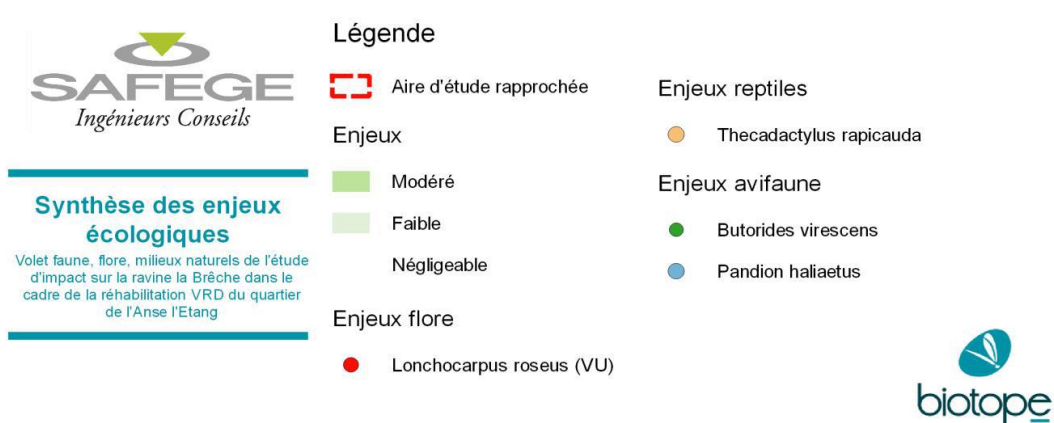 SAFEGE
Ingénieurs Conseils
Synthèse des enjeux
écologiques
Volet faune, flore, milieux naturels de l'étude
d'impact sur la ravine la Brêche dans le
cadre de la réhabilitation VRD du quartier
de l'Anse l'Etang
Légende
Aire d'étude rapprochée
Enjeux
Modéré
Faible
Négligeable
Enjeux flore
Lonchocarpus roseus (VU)
Enjeux reptiles
Thecadactylus rapicauda
Enjeux avifaune
Butorides virescens
Pandion haliaetus
biotope